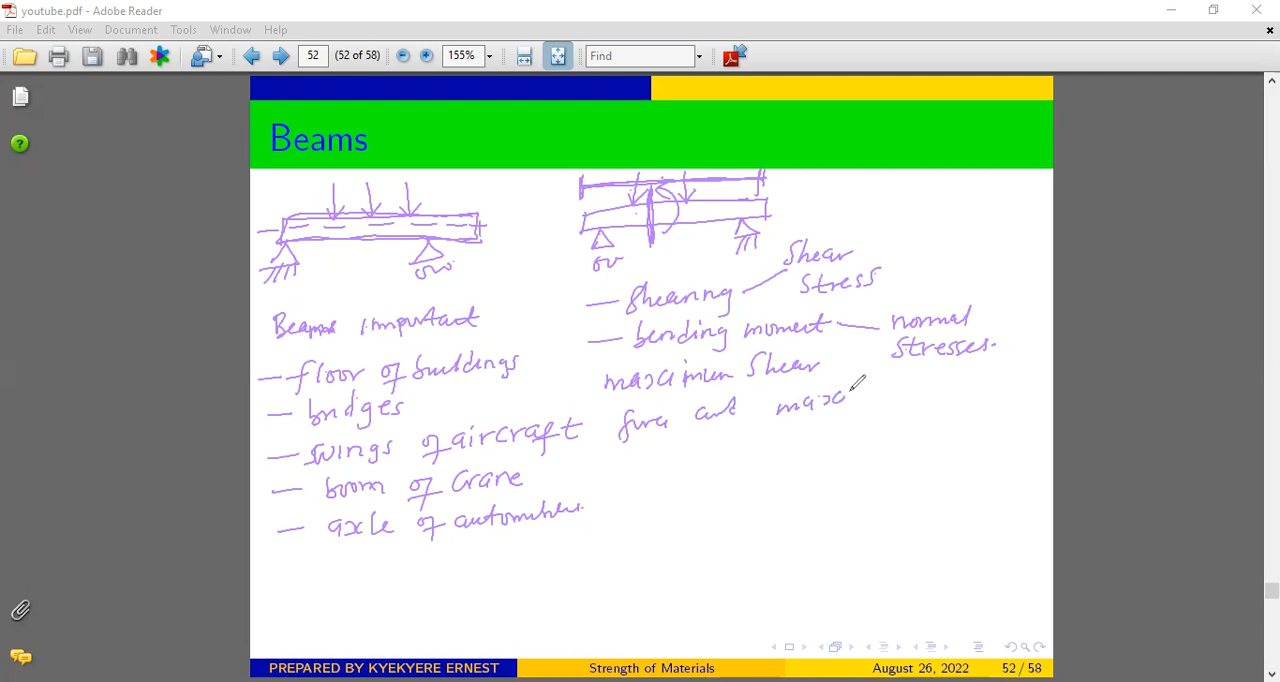 youtube.pdf - Adobe Reader
File Edit View Document Tools Window Help
52 (52 of 58) 155% Find
Beams
Beams important
— floor of buildings
— bridges
— wings of aircraft
— boom of Crane
— axle of automobiles.
— Shearing
Shear
Stress
— bending moment — normal
Stresses.
maximum Shear
force and max
PREPARED BY KYEKYERE ERNEST Strength of Materials August 26, 2022 52 / 58